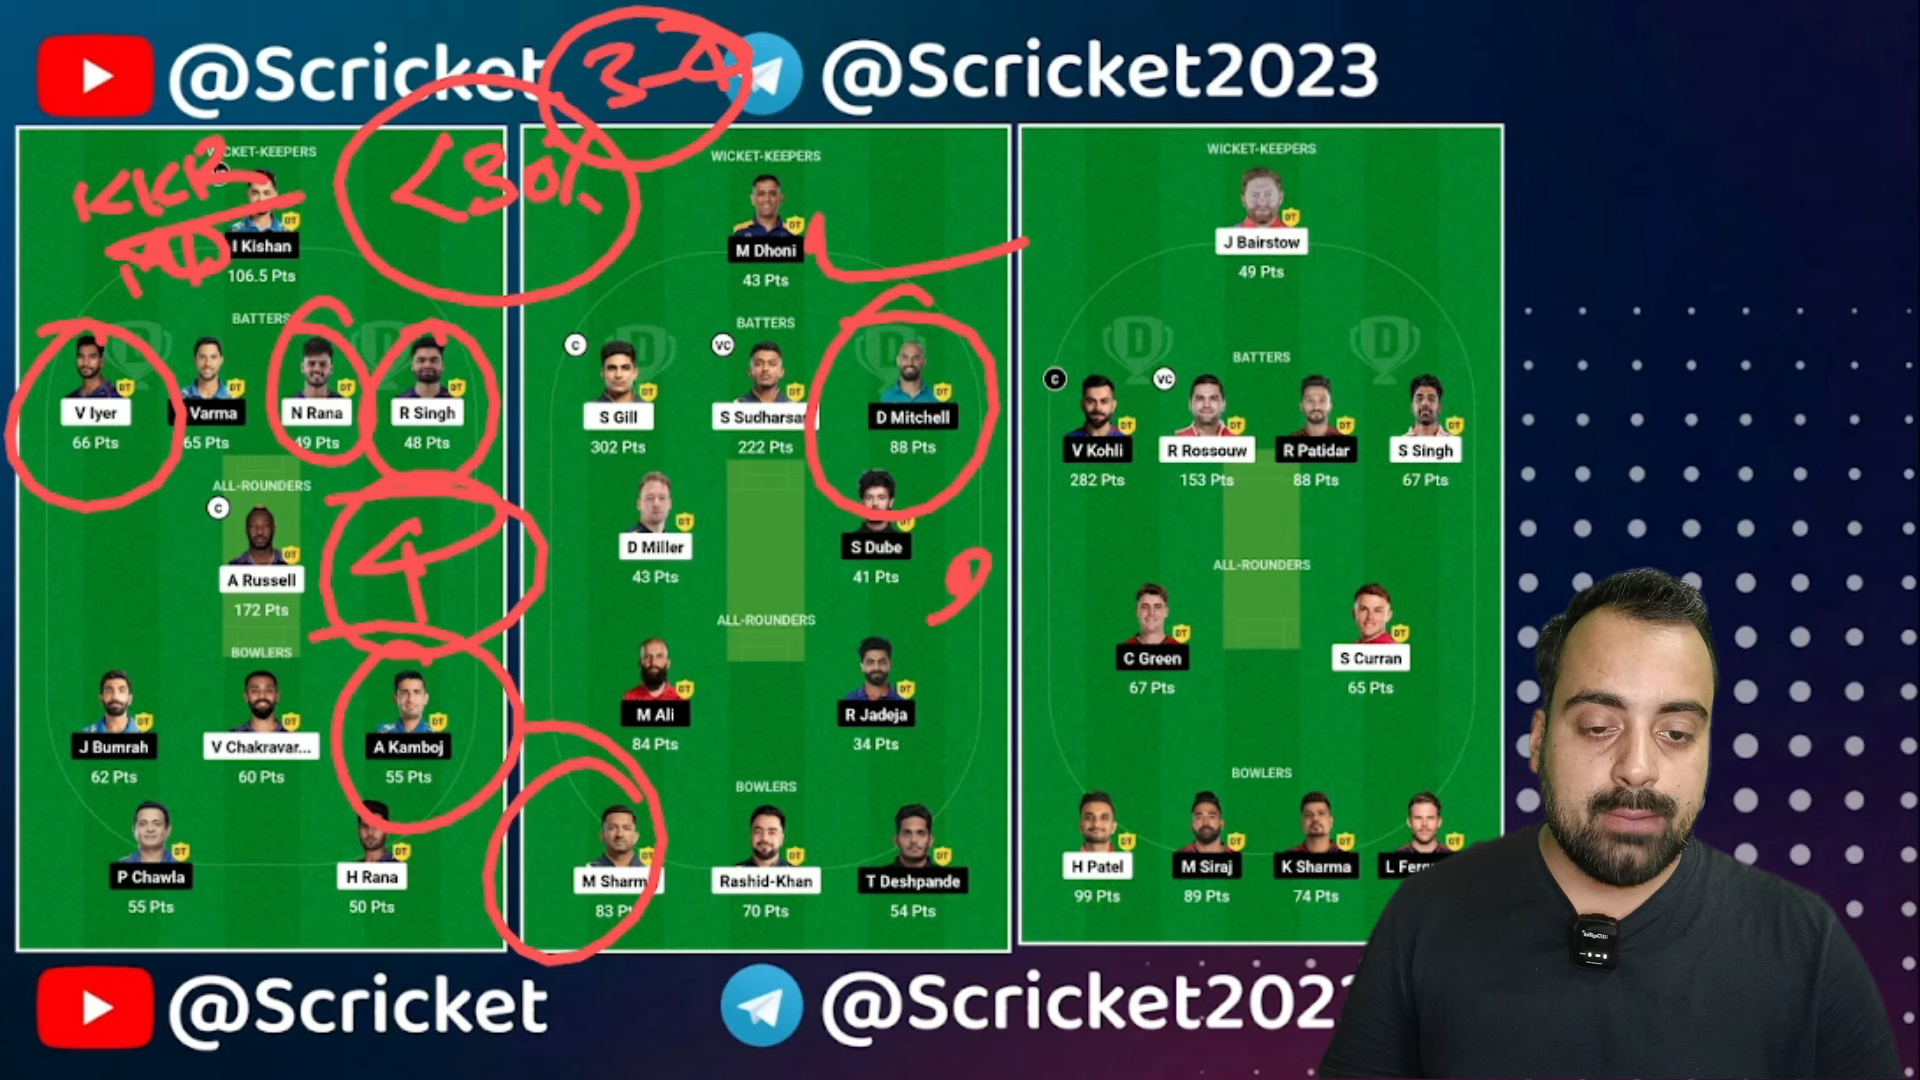 @Scricket
@Scricket2023
3-4
<30%
KKR
WICKET-KEEPERS
I Kishan
106.5 Pts
BATTERS
V Iyer
66 Pts
Varma
65 Pts
N Rana
49 Pts
R Singh
48 Pts
ALL-ROUNDERS
C
A Russell
172 Pts
4
BOWLERS
J Bumrah
62 Pts
V Chakravar...
60 Pts
A Kamboj
55 Pts
P Chawla
55 Pts
H Rana
50 Pts
WICKET-KEEPERS
M Dhoni
43 Pts
BATTERS
C
S Gill
302 Pts
VC
S Sudharsa
222 Pts
D Mitchell
88 Pts
D Miller
43 Pts
S Dube
41 Pts
ALL-ROUNDERS
M Ali
84 Pts
R Jadeja
34 Pts
BOWLERS
M Sharm
83 Pt
Rashid-Khan
70 Pts
T Deshpande
54 Pts
WICKET-KEEPERS
J Bairstow
49 Pts
BATTERS
C
V Kohli
282 Pts
VC
R Rossouw
153 Pts
R Patidar
88 Pts
S Singh
67 Pts
ALL-ROUNDERS
C Green
67 Pts
S Curran
65 Pts
BOWLERS
H Patel
99 Pts
M Siraj
89 Pts
K Sharma
74 Pts
L Ferg
@Scricket
@Scricket202